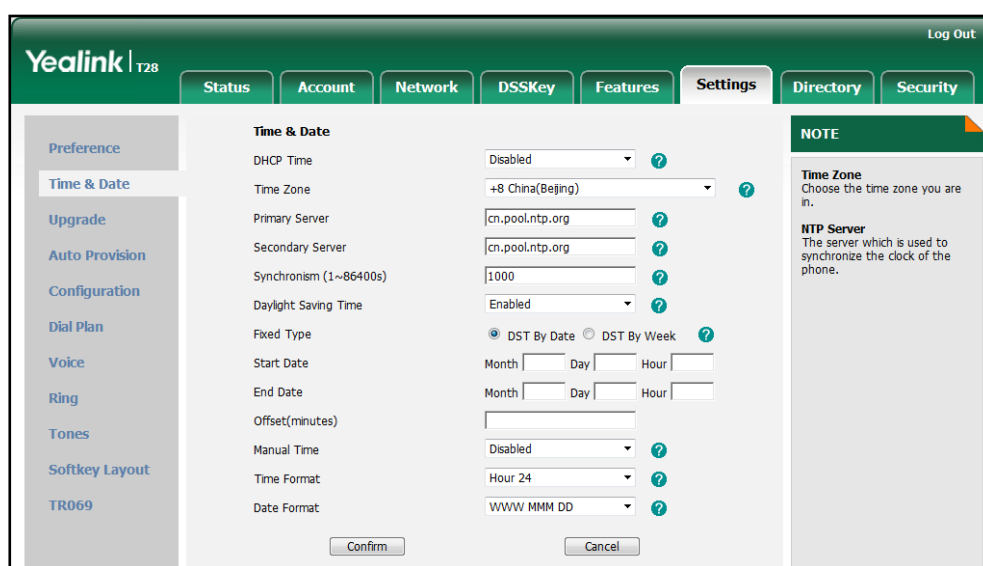 Log Out
Yealink | T28
Status Account Network DSSKey Features Settings Directory Security
Preference
Time & Date
Upgrade
Auto Provision
Configuration
Dial Plan
Voice
Ring
Tones
Softkey Layout
TR069
Time & Date
DHCP Time Disabled ?
Time Zone +8 China(Beijing) ?
Primary Server cn.pool.ntp.org ?
Secondary Server cn.pool.ntp.org ?
Synchronism (1~86400s) 1000 ?
Daylight Saving Time Enabled ?
Fixed Type DST By Date DST By Week ?
Start Date Month Day Hour
End Date Month Day Hour
Offset(minutes)
Manual Time Disabled ?
Time Format Hour 24 ?
Date Format WWW MMM DD ?
Confirm Cancel
NOTE
Time Zone
Choose the time zone you are
in.
NTP Server
The server which is used to
synchronize the clock of the
phone.